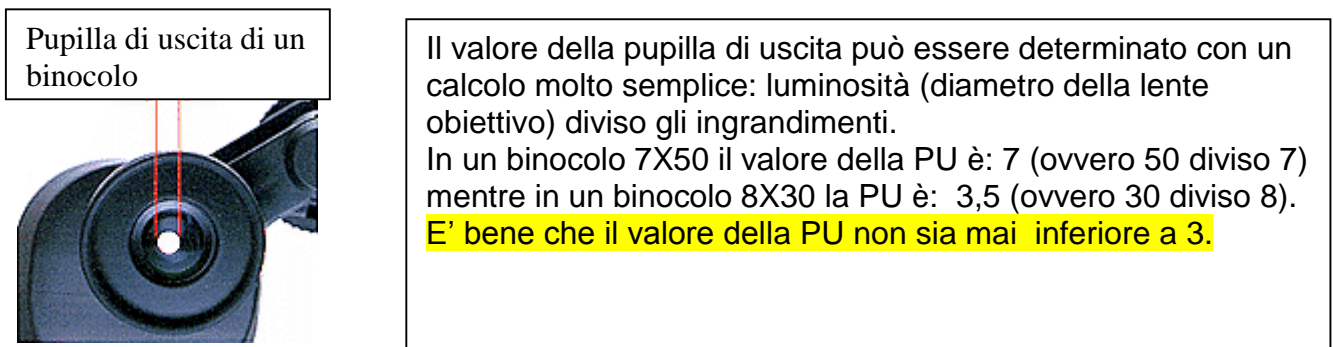 Pupilla di uscita di un
binocolo
Il valore della pupilla di uscita può essere determinato con un
calcolo molto semplice: luminosità (diametro della lente
obiettivo) diviso gli ingrandimenti.
In un binocolo 7X50 il valore della PU è: 7 (ovvero 50 diviso 7)
mentre in un binocolo 8X30 la PU è:  3,5 (ovvero 30 diviso 8).
E’ bene che il valore della PU non sia mai  inferiore a 3.